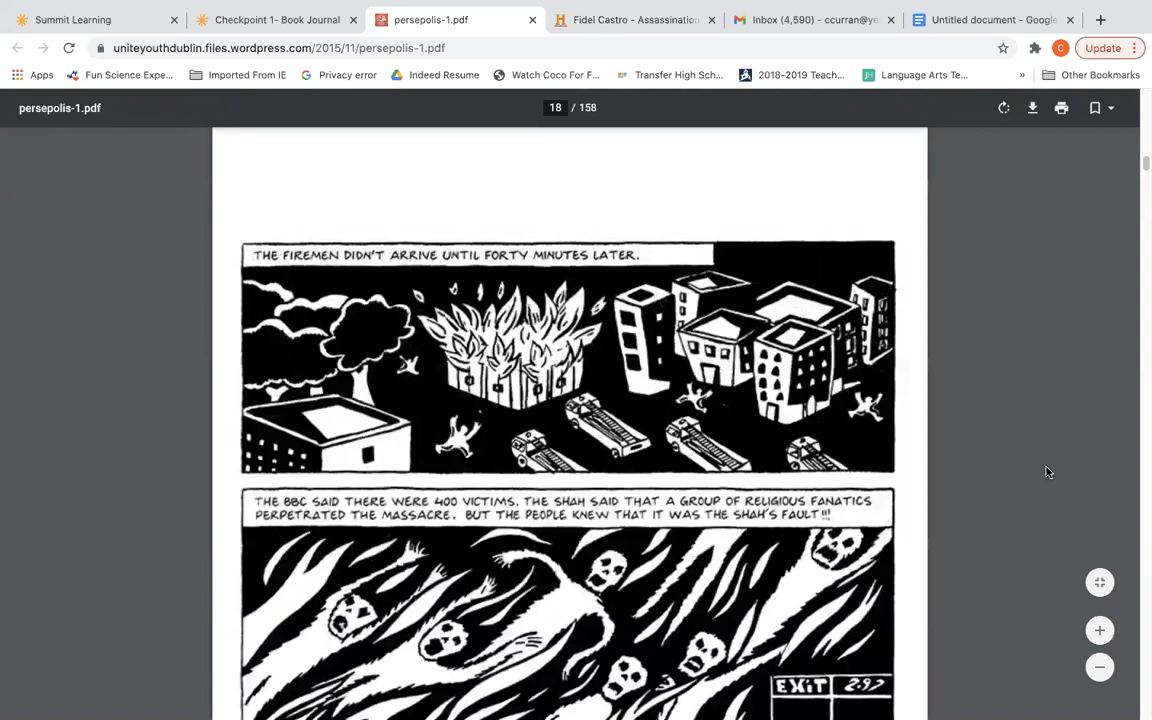 Summit Learning
Checkpoint 1- Book Journal
persepolis-1.pdf
Fidel Castro - Assassination
Inbox (4,590) - ccurran@ye
Untitled document - Google
uniteyouthdublin.files.wordpress.com/2015/11/persepolis-1.pdf
C
Update
Apps
Fun Science Expe...
Imported From IE
Privacy error
Indeed Resume
Watch Coco For F...
Transfer High Sch...
2018-2019 Teach...
Language Arts Te...
»
Other Bookmarks
persepolis-1.pdf
18 / 158
THE FIREMEN DIDN'T ARRIVE UNTIL FORTY MINUTES LATER.
THE BBC SAID THERE WERE 400 VICTIMS. THE SHAH SAID THAT A GROUP OF RELIGIOUS FANATICS
PERPETRATED THE MASSACRE. BUT THE PEOPLE KNEW THAT IT WAS THE SHAH'S FAULT!!!
EXIT